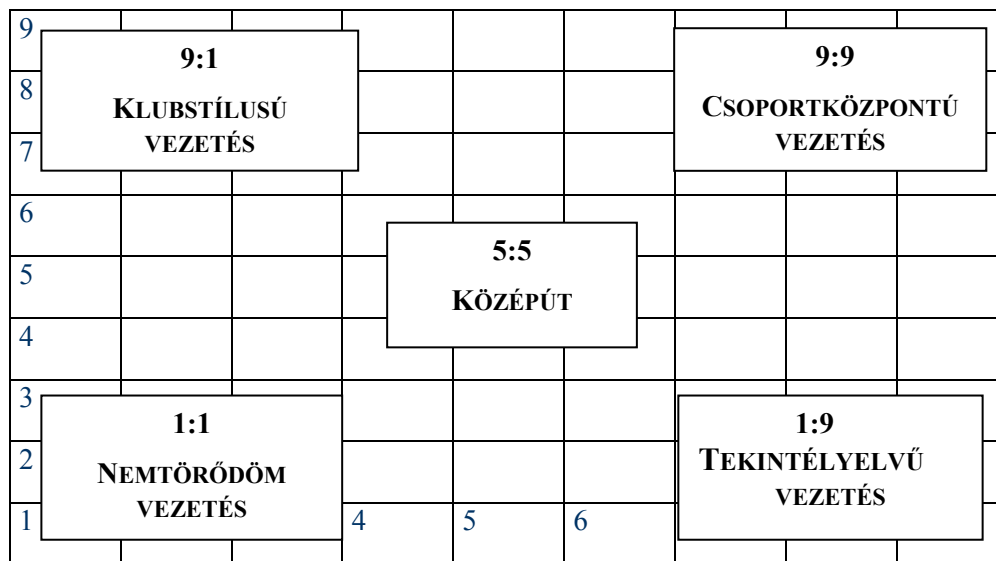 9
9:1
KLUBSTÍLUSÚ
VEZETÉS
9:9
CSOPORTKÖZPONTÚ
VEZETÉS
8
7
6
5:5
KÖZÉPÚT
5
4
3
1:1
NEMTÖRŐDÖM
VEZETÉS
1:9
TEKINTÉLYELVŰ
VEZETÉS
2
1
4
5
6